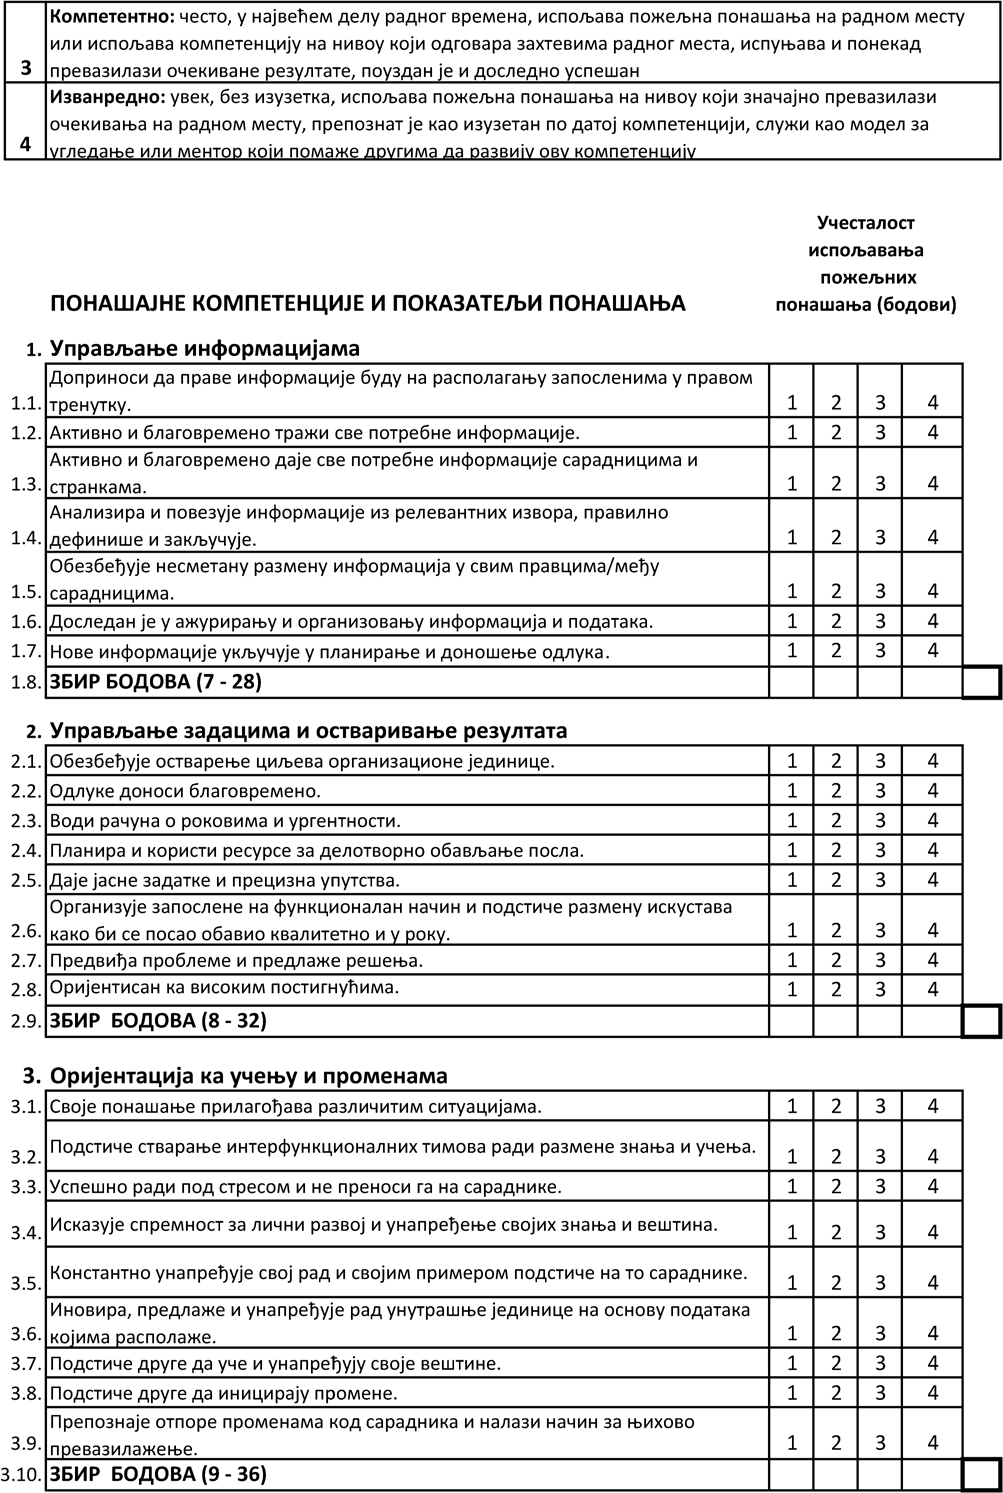 Компетентно: често, у највећем делу радног времена, испољава пожељна понашања на радном месту
или испољава компетенцију на нивоу који одговара захтевима радног места, испуњава и понекад
3 превазилази очекиване резултате, поуздан је и доследно успешан
Изванредно: увек, без изузетка, испољава пожељна понашања на нивоу који значајно превазилази
очекивања на радном месту, препознат је као изузетан по датој компетенцији, служи као модел за
4 угледање или ментор који помаже другима да развију ову компетенцију
Учесталост
испољавања
пожељних
ПОНАШАЈНЕ КОМПЕТЕНЦИЈЕ И ПОКАЗАТЕЉИ ПОНАШАЊА понашања (бодови)
1. Управљање информацијама
Доприноси да праве информације буду на располагању запосленима у правом
1.1. тренутку. 1 2 3 4
1.2. Активно и благовремено тражи све потребне информације. 1 2 3 4
Активно и благовремено даје све потребне информације сарадницима и
1.3. странкама. 1 2 3 4
Анализира и повезује информације из релевантних извора, правилно
1.4. дефинише и закључује. 1 2 3 4
Обезбеђује несметану размену информација у свим правцима/међу
1.5. сарадницима. 1 2 3 4
1.6. Доследан је у ажурирању и организовању информација и података. 1 2 3 4
1.7. Нове информације укључује у планирање и доношење одлука. 1 2 3 4
1.8. ЗБИР БОДОВА (7 - 28)
2. Управљање задацима и остваривање резултата
2.1. Обезбеђује остварење циљева организационе јединице. 1 2 3 4
2.2. Одлуке доноси благовремено. 1 2 3 4
2.3. Води рачуна о роковима и ургентности. 1 2 3 4
2.4. Планира и користи ресурсе за делотворно обављање посла. 1 2 3 4
2.5. Даје јасне задатке и прецизна упутства. 1 2 3 4
Организује запослене на функционалан начин и подстиче размену искустава
2.6. како би се посао обавио квалитетно и у року. 1 2 3 4
2.7. Предвиђа проблеме и предлаже решења. 1 2 3 4
2.8. Оријентисан ка високим постигнућима. 1 2 3 4
2.9. ЗБИР БОДОВА (8 - 32)
3. Оријентација ка учењу и променама
3.1. Своје понашање прилагођава различитим ситуацијама. 1 2 3 4
3.2. Подстиче стварање интерфункционалних тимова ради размене знања и учења. 1 2 3 4
3.3. Успешно ради под стресом и не преноси га на сараднике. 1 2 3 4
3.4. Исказује спремност за лични развој и унапређење својих знања и вештина. 1 2 3 4
3.5. Константно унапређује свој рад и својим примером подстиче на то сараднике. 1 2 3 4
Иновира, предлаже и унапређује рад унутрашње јединице на основу података
3.6. којима располаже. 1 2 3 4
3.7. Подстиче друге да уче и унапређују своје вештине. 1 2 3 4
3.8. Подстиче друге да иницирају промене. 1 2 3 4
Препознаје отпоре променама код сарадника и налази начин за њихово
3.9. превазилажење. 1 2 3 4
3.10. ЗБИР БОДОВА (9 - 36)